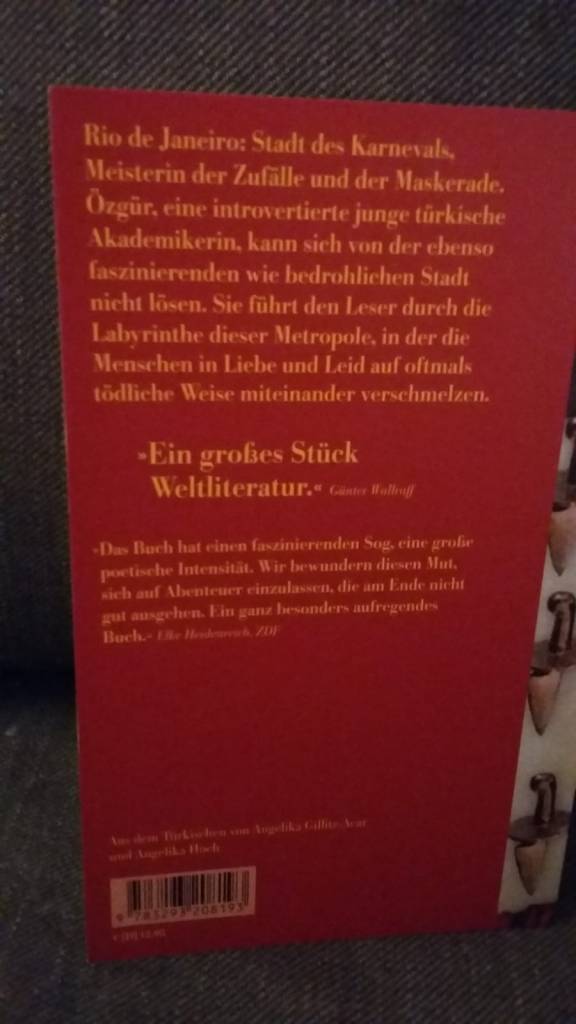 Rio de Janeiro: Stadt des Karnevals,
Meisterin der Zufälle und der Maskerade.
Özgür, eine introvertierte junge türkische
Akademikerin, kann sich von der ebenso
faszinierenden wie bedrohlichen Stadt
nicht lösen. Sie führt den Leser durch die
Labyrinthe dieser Metropole, in der die
Menschen in Liebe und Leid auf oftmals
tödliche Weise miteinander verschmelzen.
»Ein großes Stück
Weltliteratur.« Günter Wallraff
»Das Buch hat einen faszinierenden Sog, eine große
poetische Intensität. Wir bewundern diesen Mut,
sich auf Abenteuer einzulassen, die am Ende nicht
gut ausgehen. Ein ganz besonders aufregendes
Buch.« Elke Heidenreich, ZDF
Aus dem Türkischen von Angelika Gillitz-Acar
und Angelika Hoch
9 783293 208193
€ [D] 12.95